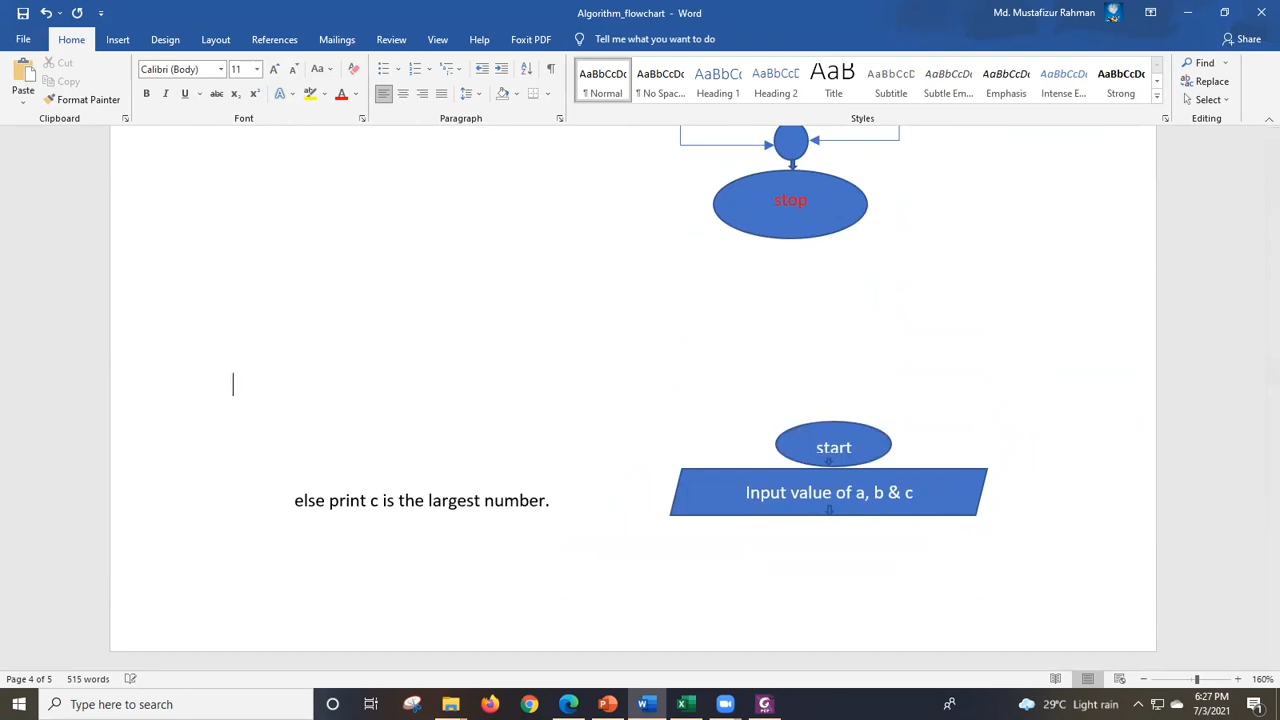 Algorithm_flowchart - Word
Md. Mustafizur Rahman
File Home Insert Design Layout References Mailings Review View Help Foxit PDF Tell me what you want to do Share
Paste
Cut
Copy
Format Painter
Clipboard
Calibri (Body) 11
Font
Paragraph
AaBbCcDc AaBbCcDc AaBbCc AaBbCcD AaB AaBbCcD AaBbCcDc AaBbCcDc AaBbCcDc AaBbCcDc
¶ Normal ¶ No Spac... Heading 1 Heading 2 Title Subtitle Subtle Em... Emphasis Intense E... Strong
Styles
Find
Replace
Select
Editing
stop
start
Input value of a, b & c
else print c is the largest number.
Page 4 of 5 515 words 160%
Type here to search
29°C Light rain
6:27 PM
7/3/2021